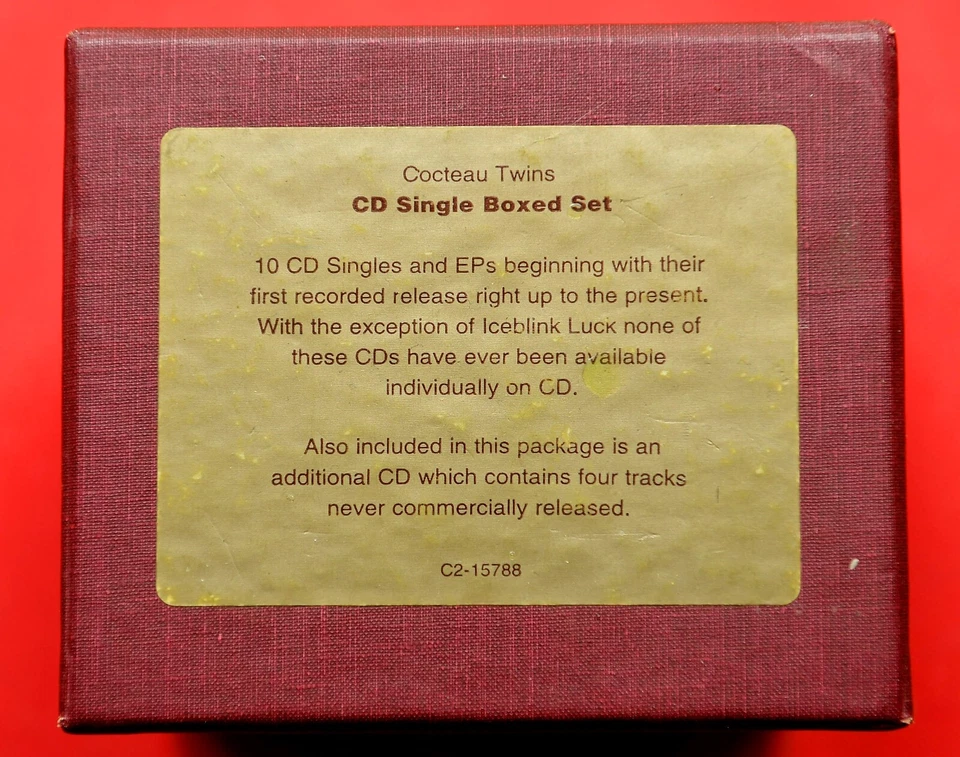 Cocteau Twins
CD Single Boxed Set
10 CD Singles and EPs beginning with their
first recorded release right up to the present.
With the exception of Iceblink Luck none of
these CDs have ever been available
individually on CD.
Also included in this package is an
additional CD which contains four tracks
never commercially released.
C2-15788